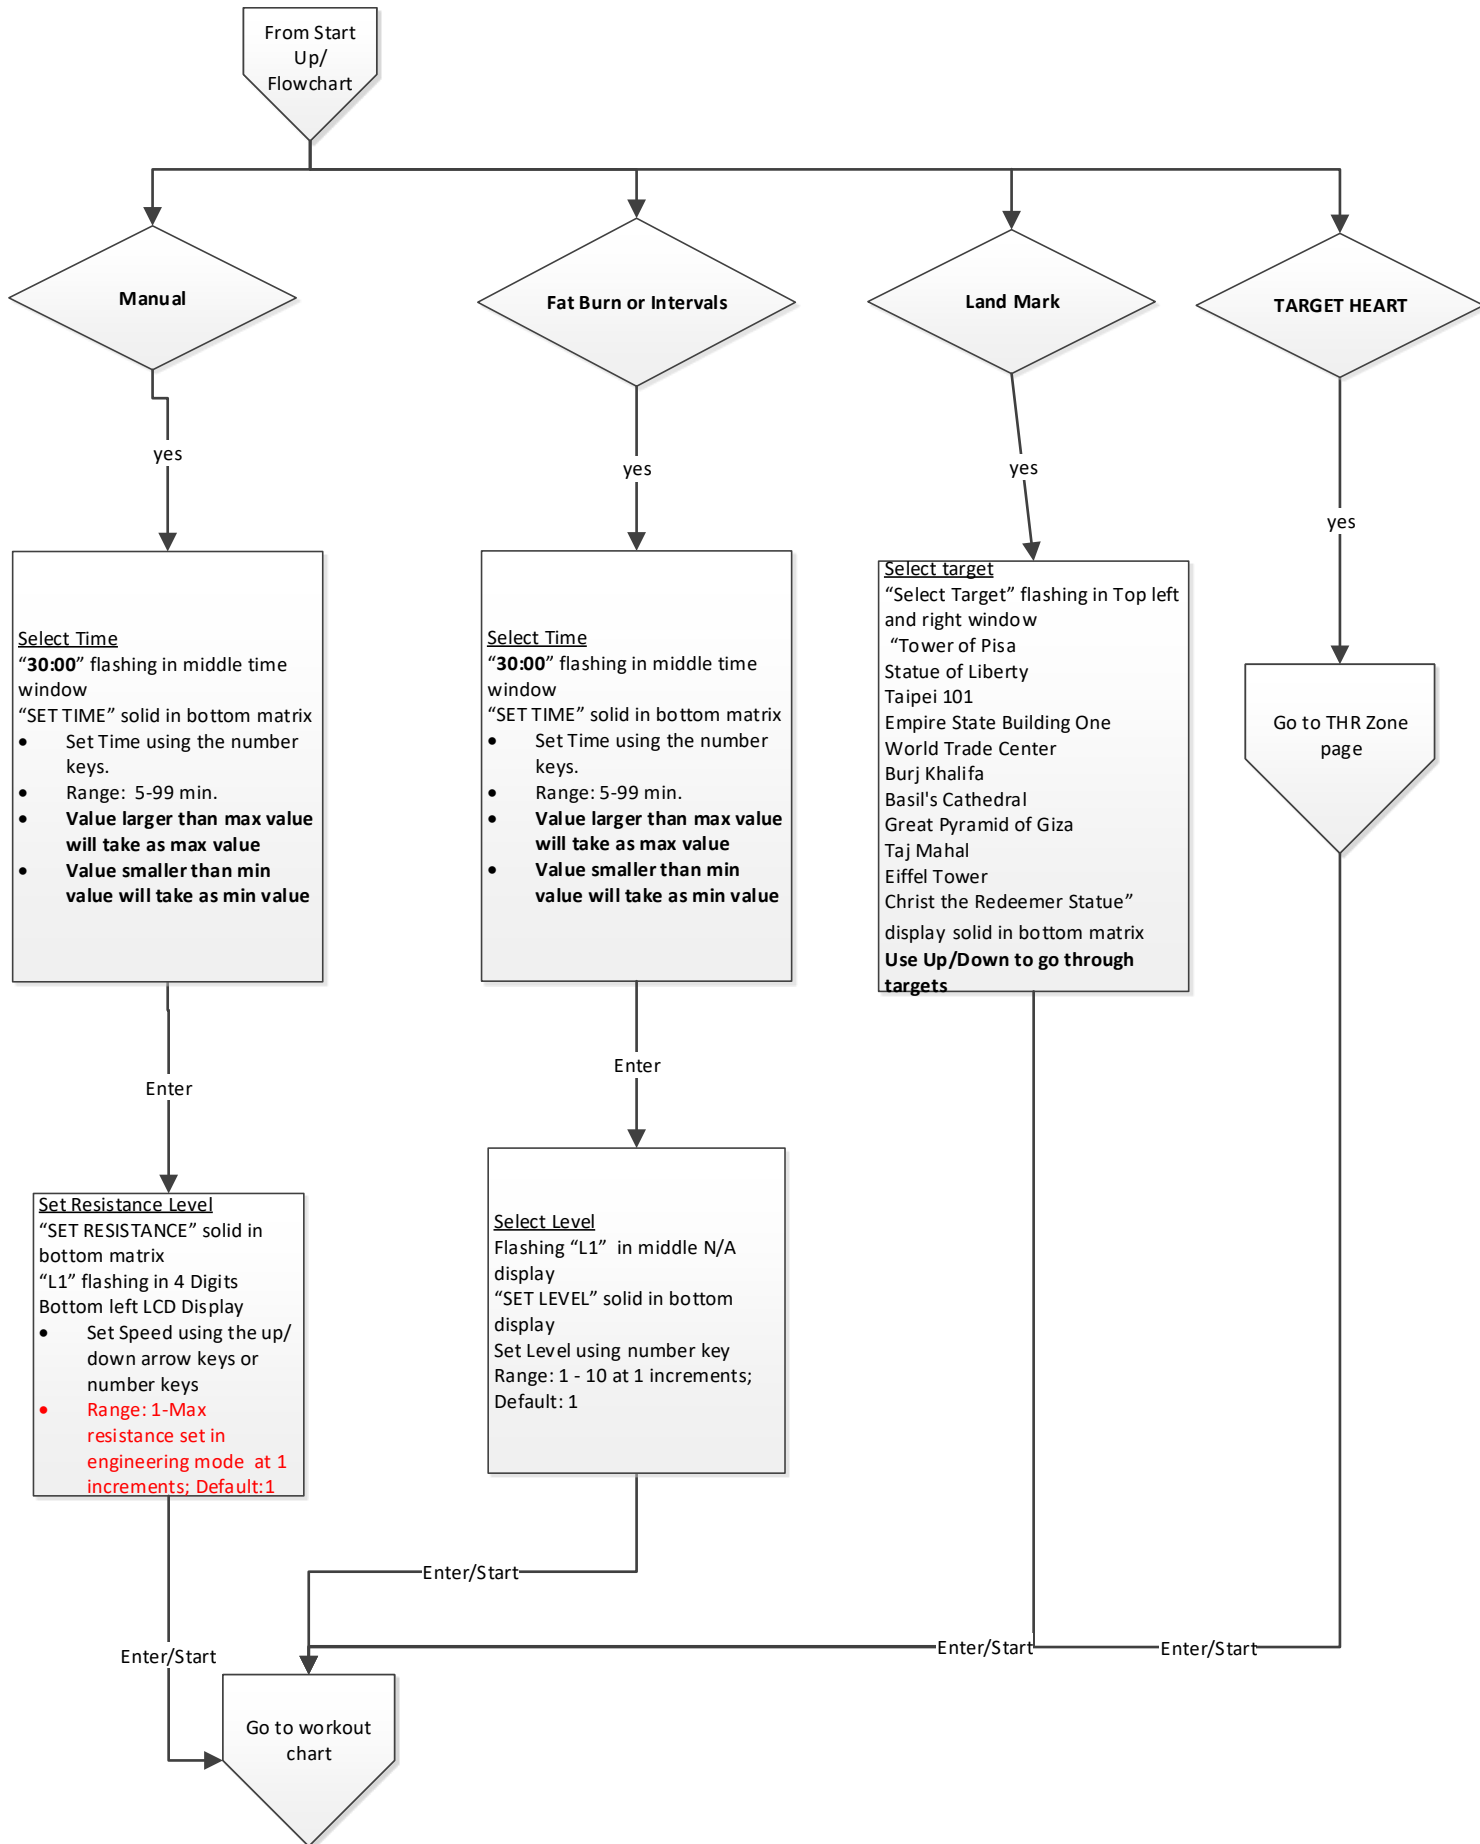 From Start
Up/
Flowchart
Manual
Fat Burn or Intervals
Land Mark
TARGET HEART
yes
yes
yes
yes
Select Time
“30:00” flashing in middle time
window
“SET TIME” solid in bottom matrix
• Set Time using the number
keys.
• Range: 5-99 min.
• Value larger than max value
will take as max value
• Value smaller than min
value will take as min value
Select Time
“30:00” flashing in middle time
window
“SET TIME” solid in bottom matrix
• Set Time using the number
keys.
• Range: 5-99 min.
• Value larger than max value
will take as max value
• Value smaller than min
value will take as min value
Select target
“Select Target” flashing in Top left
and right window
“Tower of Pisa
Statue of Liberty
Taipei 101
Empire State Building One
World Trade Center
Burj Khalifa
Basil's Cathedral
Great Pyramid of Giza
Taj Mahal
Eiffel Tower
Christ the Redeemer Statue”
display solid in bottom matrix
Use Up/Down to go through
targets
Go to THR Zone
page
Enter
Enter
Set Resistance Level
“SET RESISTANCE” solid in
bottom matrix
“L1” flashing in 4 Digits
Bottom left LCD Display
• Set Speed using the up/
down arrow keys or
number keys
• Range: 1-Max
resistance set in
engineering mode at 1
increments; Default:1
Select Level
Flashing “L1” in middle N/A
display
“SET LEVEL” solid in bottom
display
Set Level using number key
Range: 1 - 10 at 1 increments;
Default: 1
Enter/Start
Enter/Start
Enter/Start
Enter/Start
Go to workout
chart